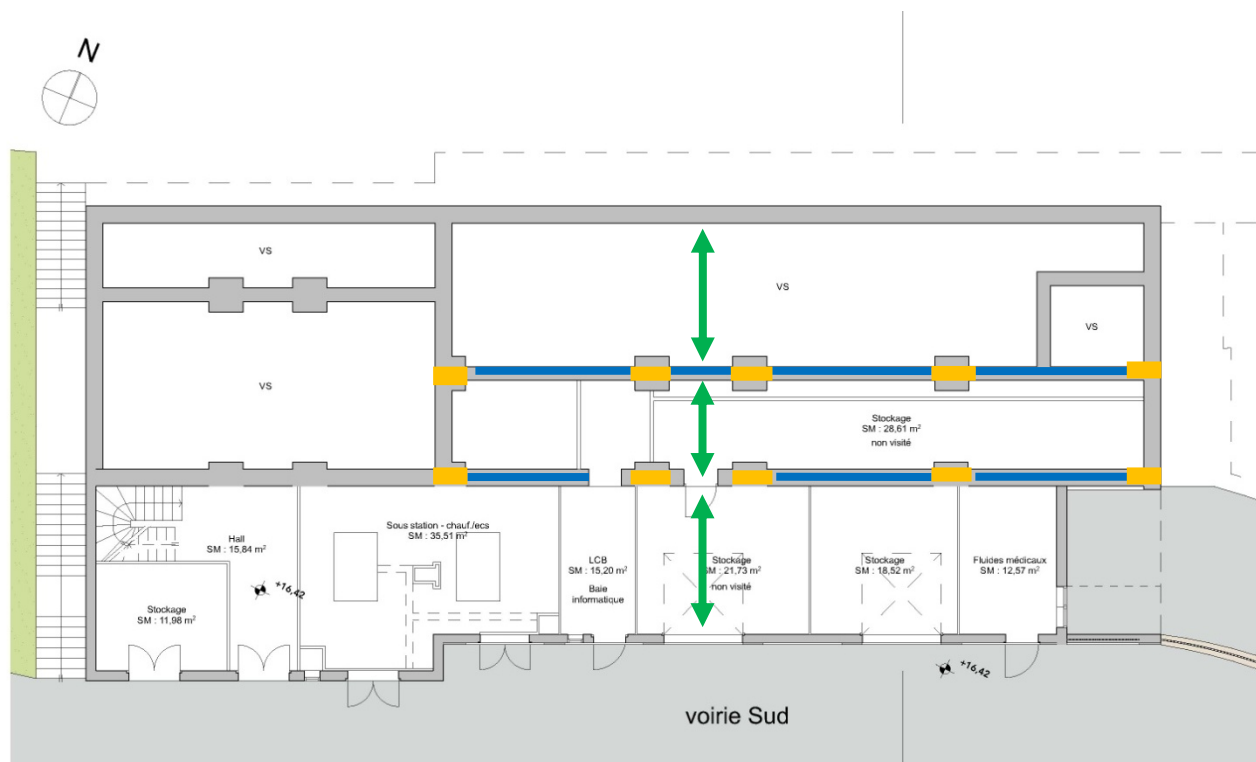 N
VS
VS
VS
VS
Stockage
SM : 28,61 m²
non visité
Hall
SM : 15,84 m²
+16,42
Stockage
SM : 11,98 m²
Sous station - chauf./ecs
SM : 35,51 m²
LCB
SM : 15,20 m²
Baie
informatique
Stockage
SM : 21,73 m²
non visité
Stockage
SM : 18,52 m²
Fluides médicaux
SM : 12,57 m²
+16,42
voirie Sud